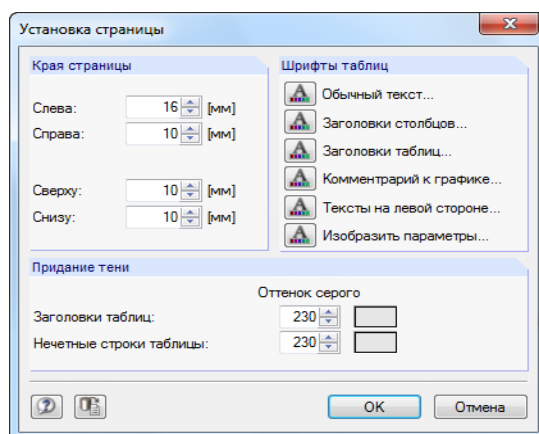 Установка страницы
Края страницы
Слева: 16 [мм]
Справа: 10 [мм]
Сверху: 10 [мм]
Снизу: 10 [мм]
Шрифты таблиц
Обычный текст...
Заголовки столбцов...
Заголовки таблиц...
Комментрарий к графике...
Тексты на левой стороне...
Изобразить параметры...
Придание тени
Оттенок серого
Заголовки таблиц: 230
Нечетные строки таблицы: 230
OK
Отмена